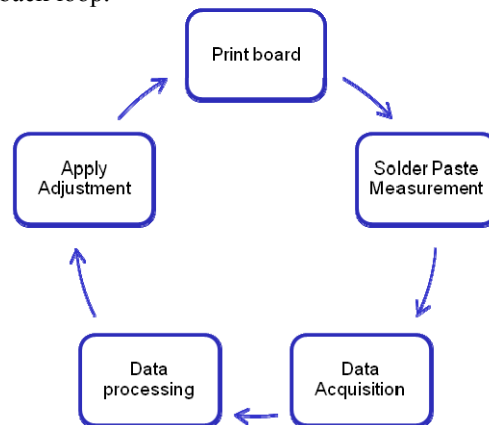 back loop.
Print board
Solder Paste
Measurement
Data
Acquisition
Data
processing
Apply
Adjustment